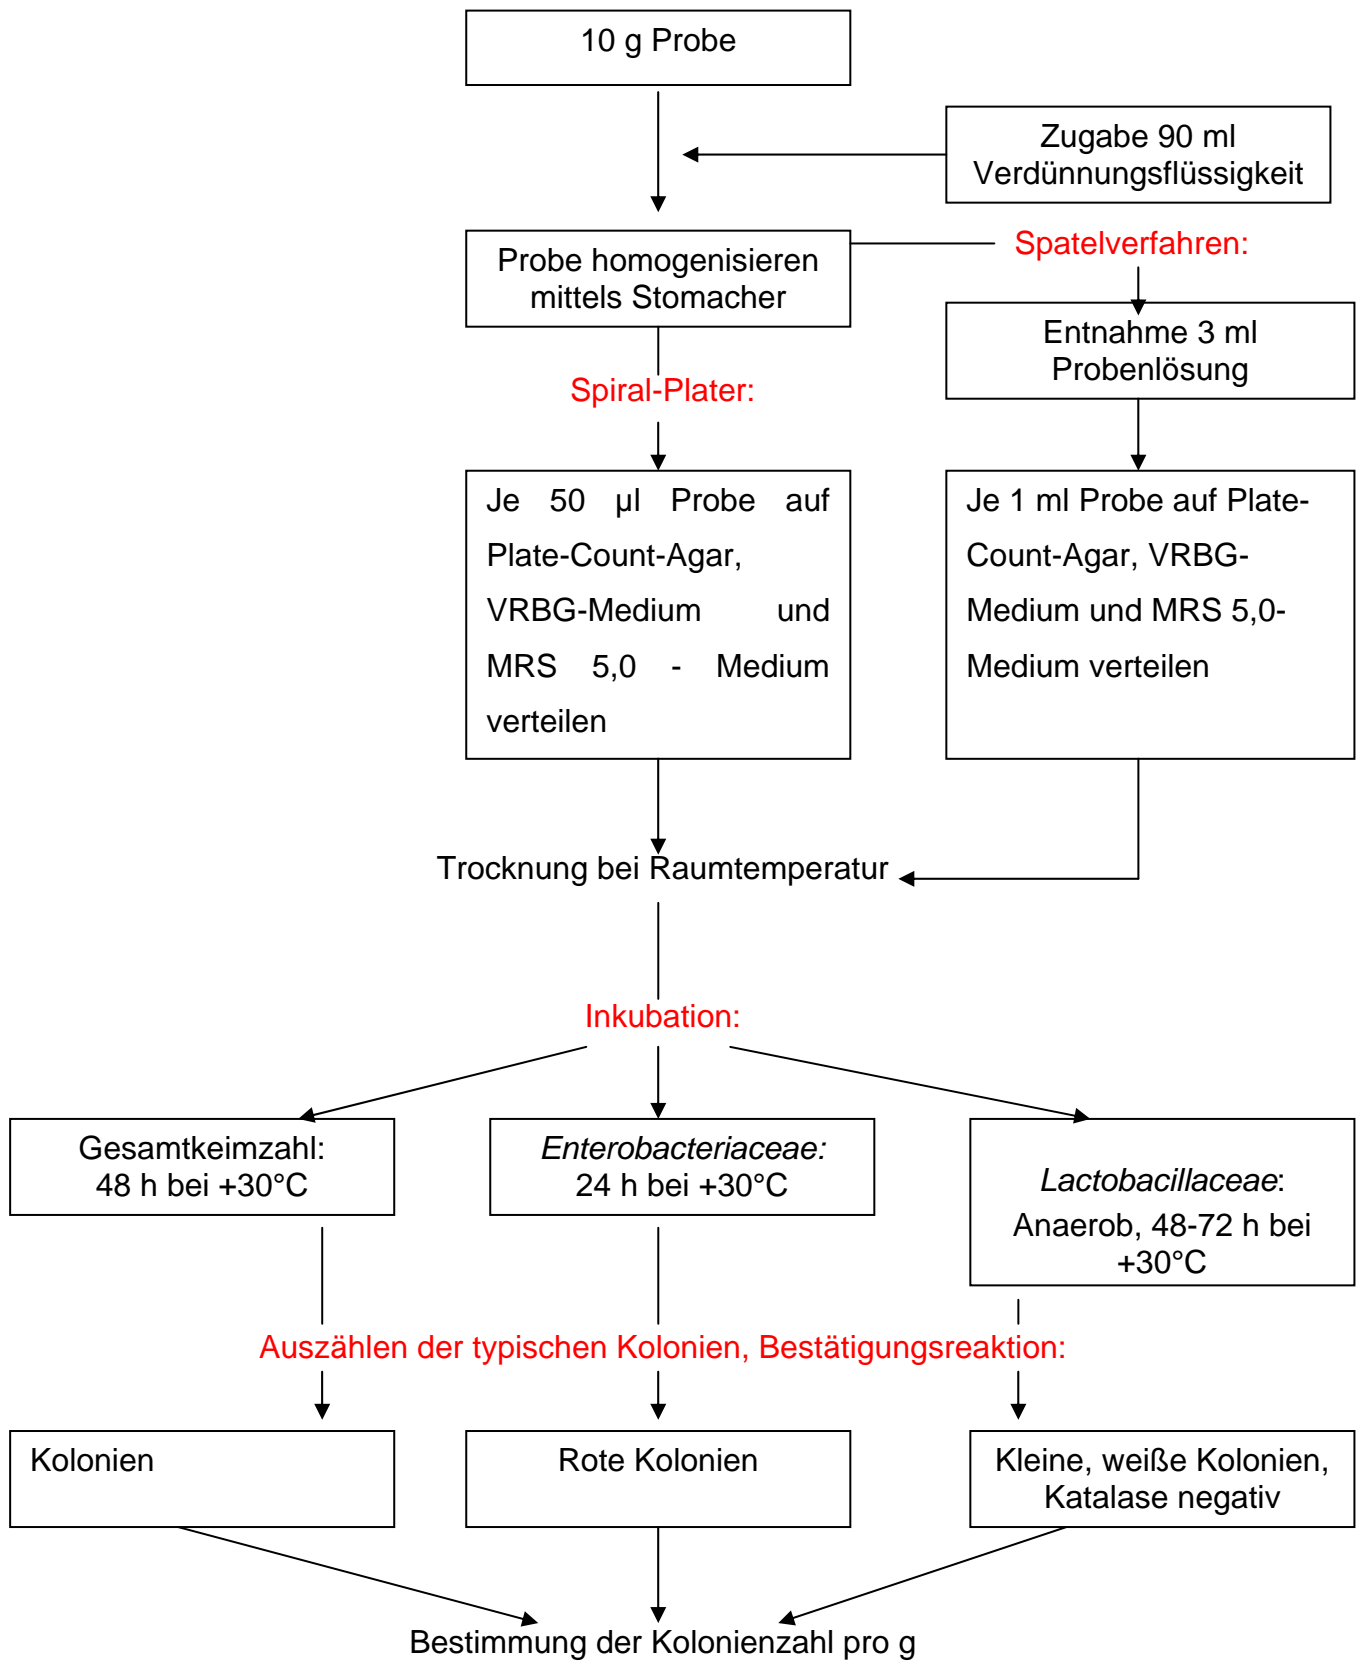 10 g Probe
Zugabe 90 ml
Verdünnungsflüssigkeit
Probe homogenisieren
mittels Stomacher
Spatelverfahren:
Entnahme 3 ml
Probenlösung
Spiral-Plater:
Je 50 µl Probe auf
Plate-Count-Agar,
VRBG-Medium und
MRS 5,0 - Medium
verteilen
Je 1 ml Probe auf Plate-
Count-Agar, VRBG-
Medium und MRS 5,0-
Medium verteilen
Trocknung bei Raumtemperatur
Inkubation:
Gesamtkeimzahl:
48 h bei +30°C
Enterobacteriaceae:
24 h bei +30°C
Lactobacillaceae:
Anaerob, 48-72 h bei
+30°C
Auszählen der typischen Kolonien, Bestätigungsreaktion:
Kolonien
Rote Kolonien
Kleine, weiße Kolonien,
Katalase negativ
Bestimmung der Kolonienzahl pro g